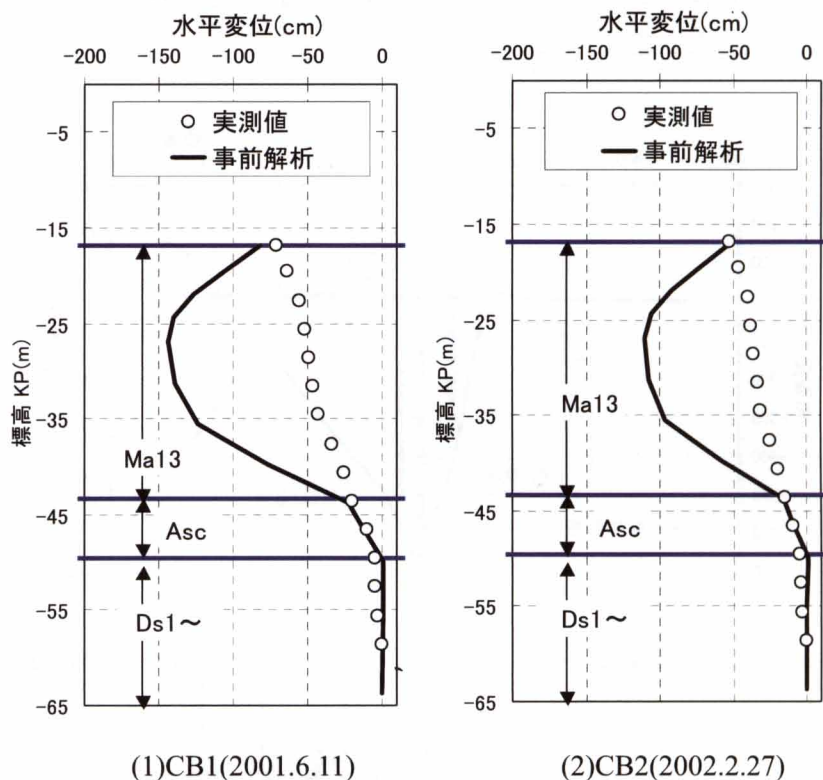 水平変位(cm)
-200 -150 -100 -50 0
-5
-15
-25
-35
-45
-55
-65
標高 KP(m)
実測値
事前解析
Ma13
Asc
Ds1～
(1)CB1(2001.6.11)
水平変位(cm)
-200 -150 -100 -50 0
-5
-15
-25
-35
-45
-55
-65
標高 KP(m)
実測値
事前解析
Ma13
Asc
Ds1～
(2)CB2(2002.2.27)